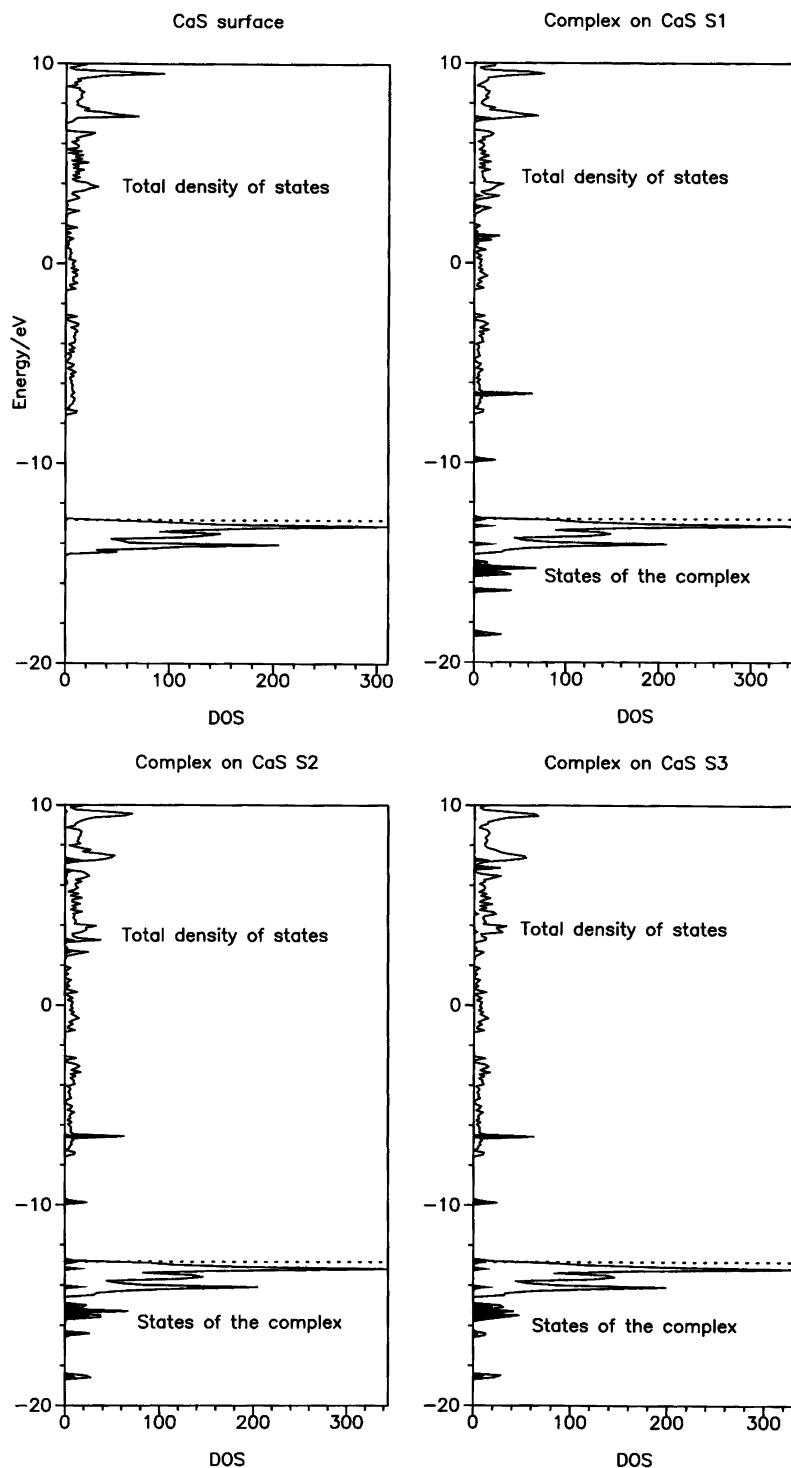 CaS surface
Complex on CaS S1
10
Total density of states
0
Energy/eV
-10
-20
0
100
200
300
DOS
10
Total density of states
0
-10
States of the complex
-20
0
100
200
300
DOS
Complex on CaS S2
Complex on CaS S3
10
Total density of states
0
-10
States of the complex
-20
0
100
200
300
DOS
10
Total density of states
0
-10
States of the complex
-20
0
100
200
300
DOS